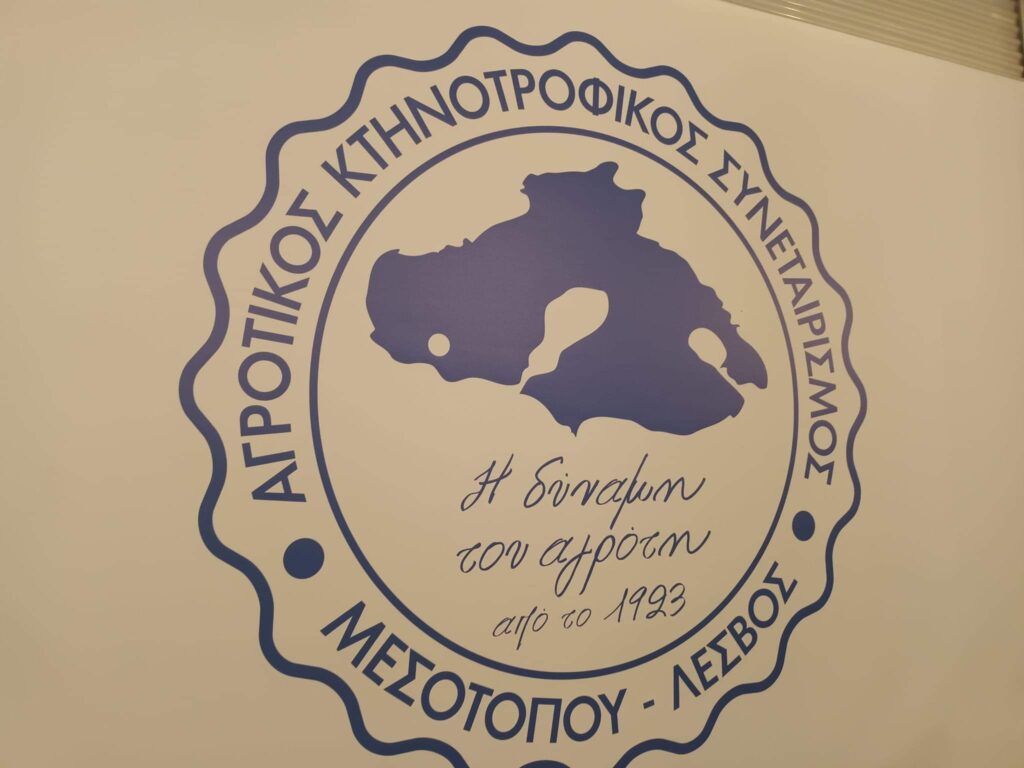 ΑΓΡΟΤΙΚΟΣ ΚΤΗΝΟΤΡΟΦΙΚΟΣ ΣΥΝΕΤΑΙΡΙΣΜΟΣ
Η δύναμη
του αγρότη
από το 1923
ΜΕΣΟΤΟΠΟΥ - ΛΕΣΒΟΣ